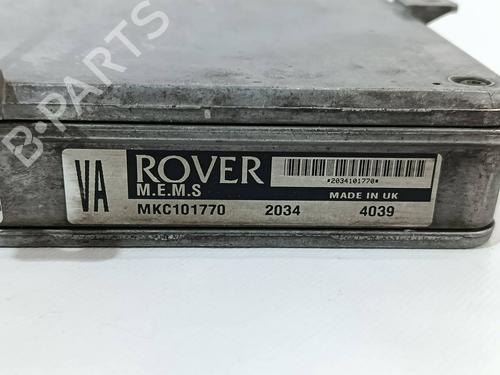 B-PARTS
VA
ROVER
M.E.M.S
*2034101770*
MADE IN UK
MKC101770 2034 4039